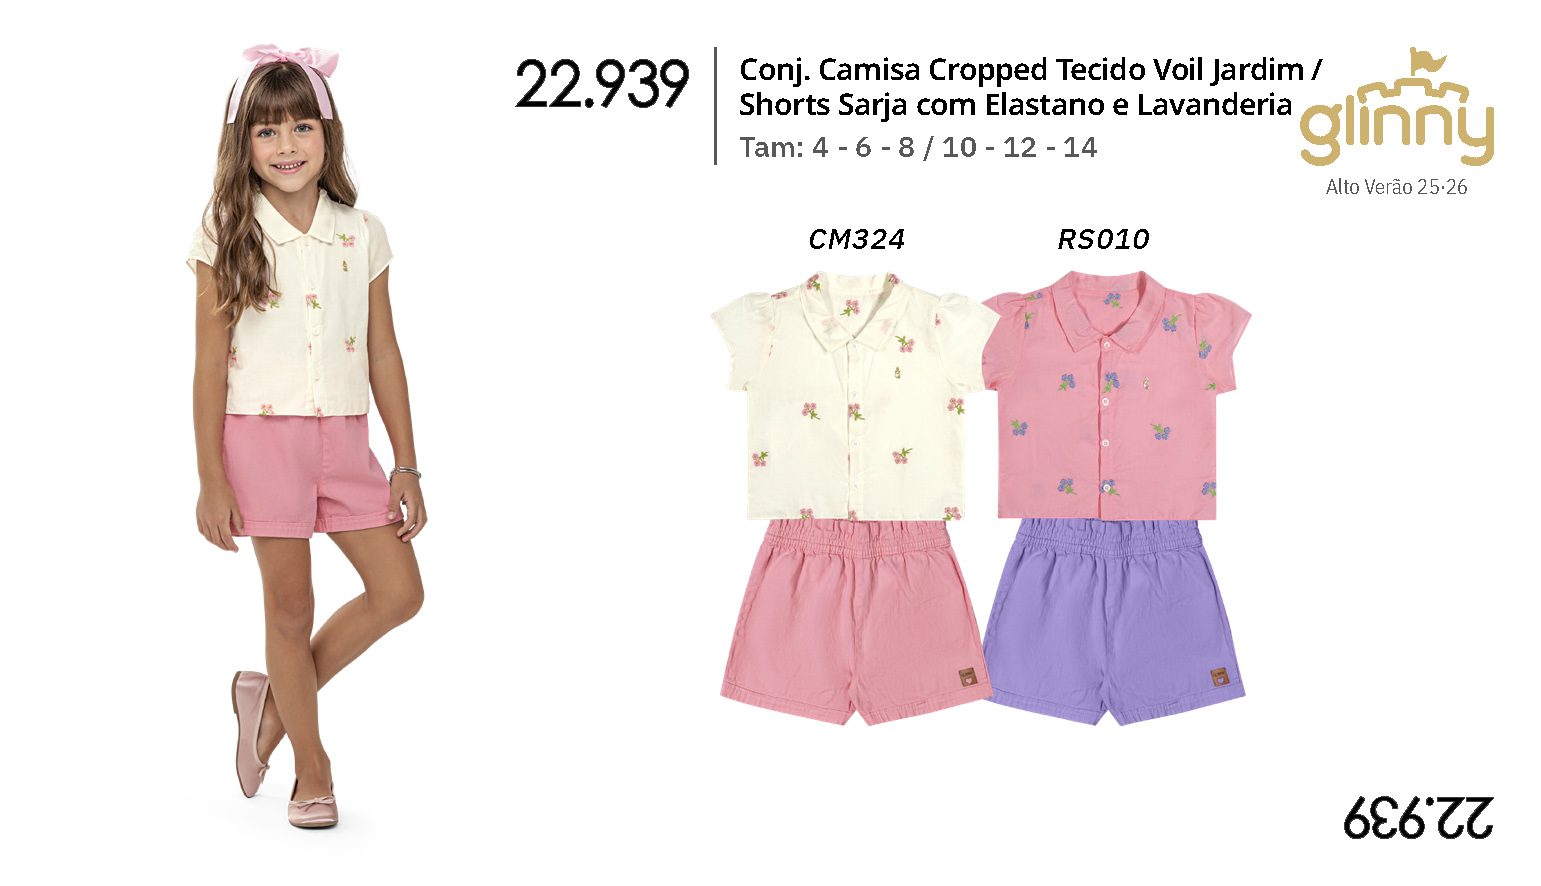 22.939
Conj. Camisa Cropped Tecido Voil Jardim /
Shorts Sarja com Elastano e Lavanderia
Tam: 4 - 6 - 8 / 10 - 12 - 14
glinny
Alto Verão 25·26
CM324
RS010
22.939